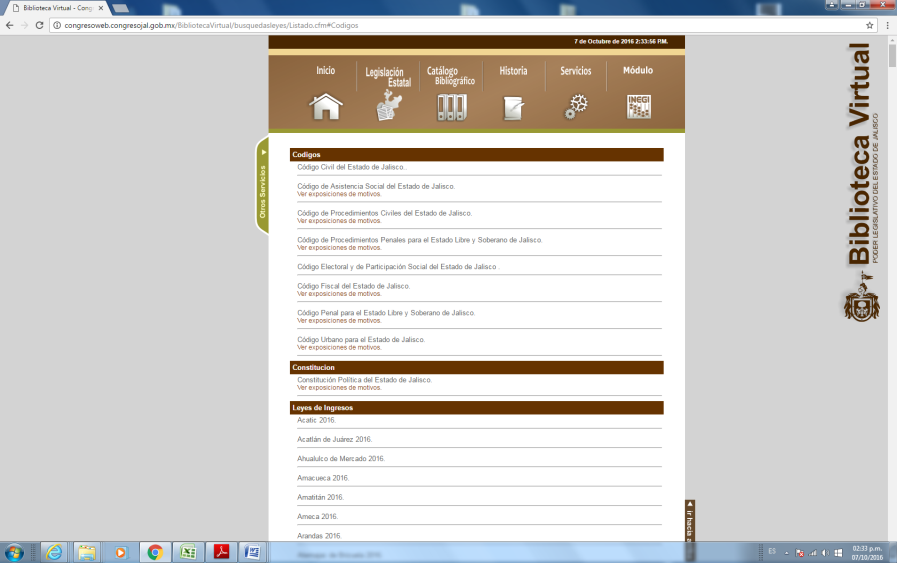 Biblioteca Virtual - Cong
congresoweb.congresojal.gob.mx/BibliotecaVirtual/busquedasleyes/Listado.cfm#Codigos
7 de Octubre de 2016 2:33:56 P.M.
Inicio
Legislación
Estatal
Catálogo
Bibliográfico
Historia
Servicios
Módulo
INEGI
Otros Servicios
Biblioteca Virtual
PODER LEGISLATIVO DEL ESTADO DE JALISCO
Codigos
Código Civil del Estado de Jalisco.
Código de Asistencia Social del Estado de Jalisco.
Ver exposiciones de motivos.
Código de Procedimientos Civiles del Estado de Jalisco.
Ver exposiciones de motivos.
Código de Procedimientos Penales para el Estado Libre y Soberano de Jalisco.
Ver exposiciones de motivos.
Código Electoral y de Participación Social del Estado de Jalisco .
Código Fiscal del Estado de Jalisco.
Ver exposiciones de motivos.
Código Penal para el Estado Libre y Soberano de Jalisco.
Ver exposiciones de motivos.
Código Urbano para el Estado de Jalisco.
Ver exposiciones de motivos.
Constitucion
Constitución Política del Estado de Jalisco.
Ver exposiciones de motivos.
Leyes de Ingresos
Acatic 2016.
Acatlán de Juárez 2016.
Ahualulco de Mercado 2016.
Amacueca 2016.
Amatitán 2016.
Ameca 2016.
Arandas 2016.
ir hacia a
ES
02:33 p.m.
07/10/2016